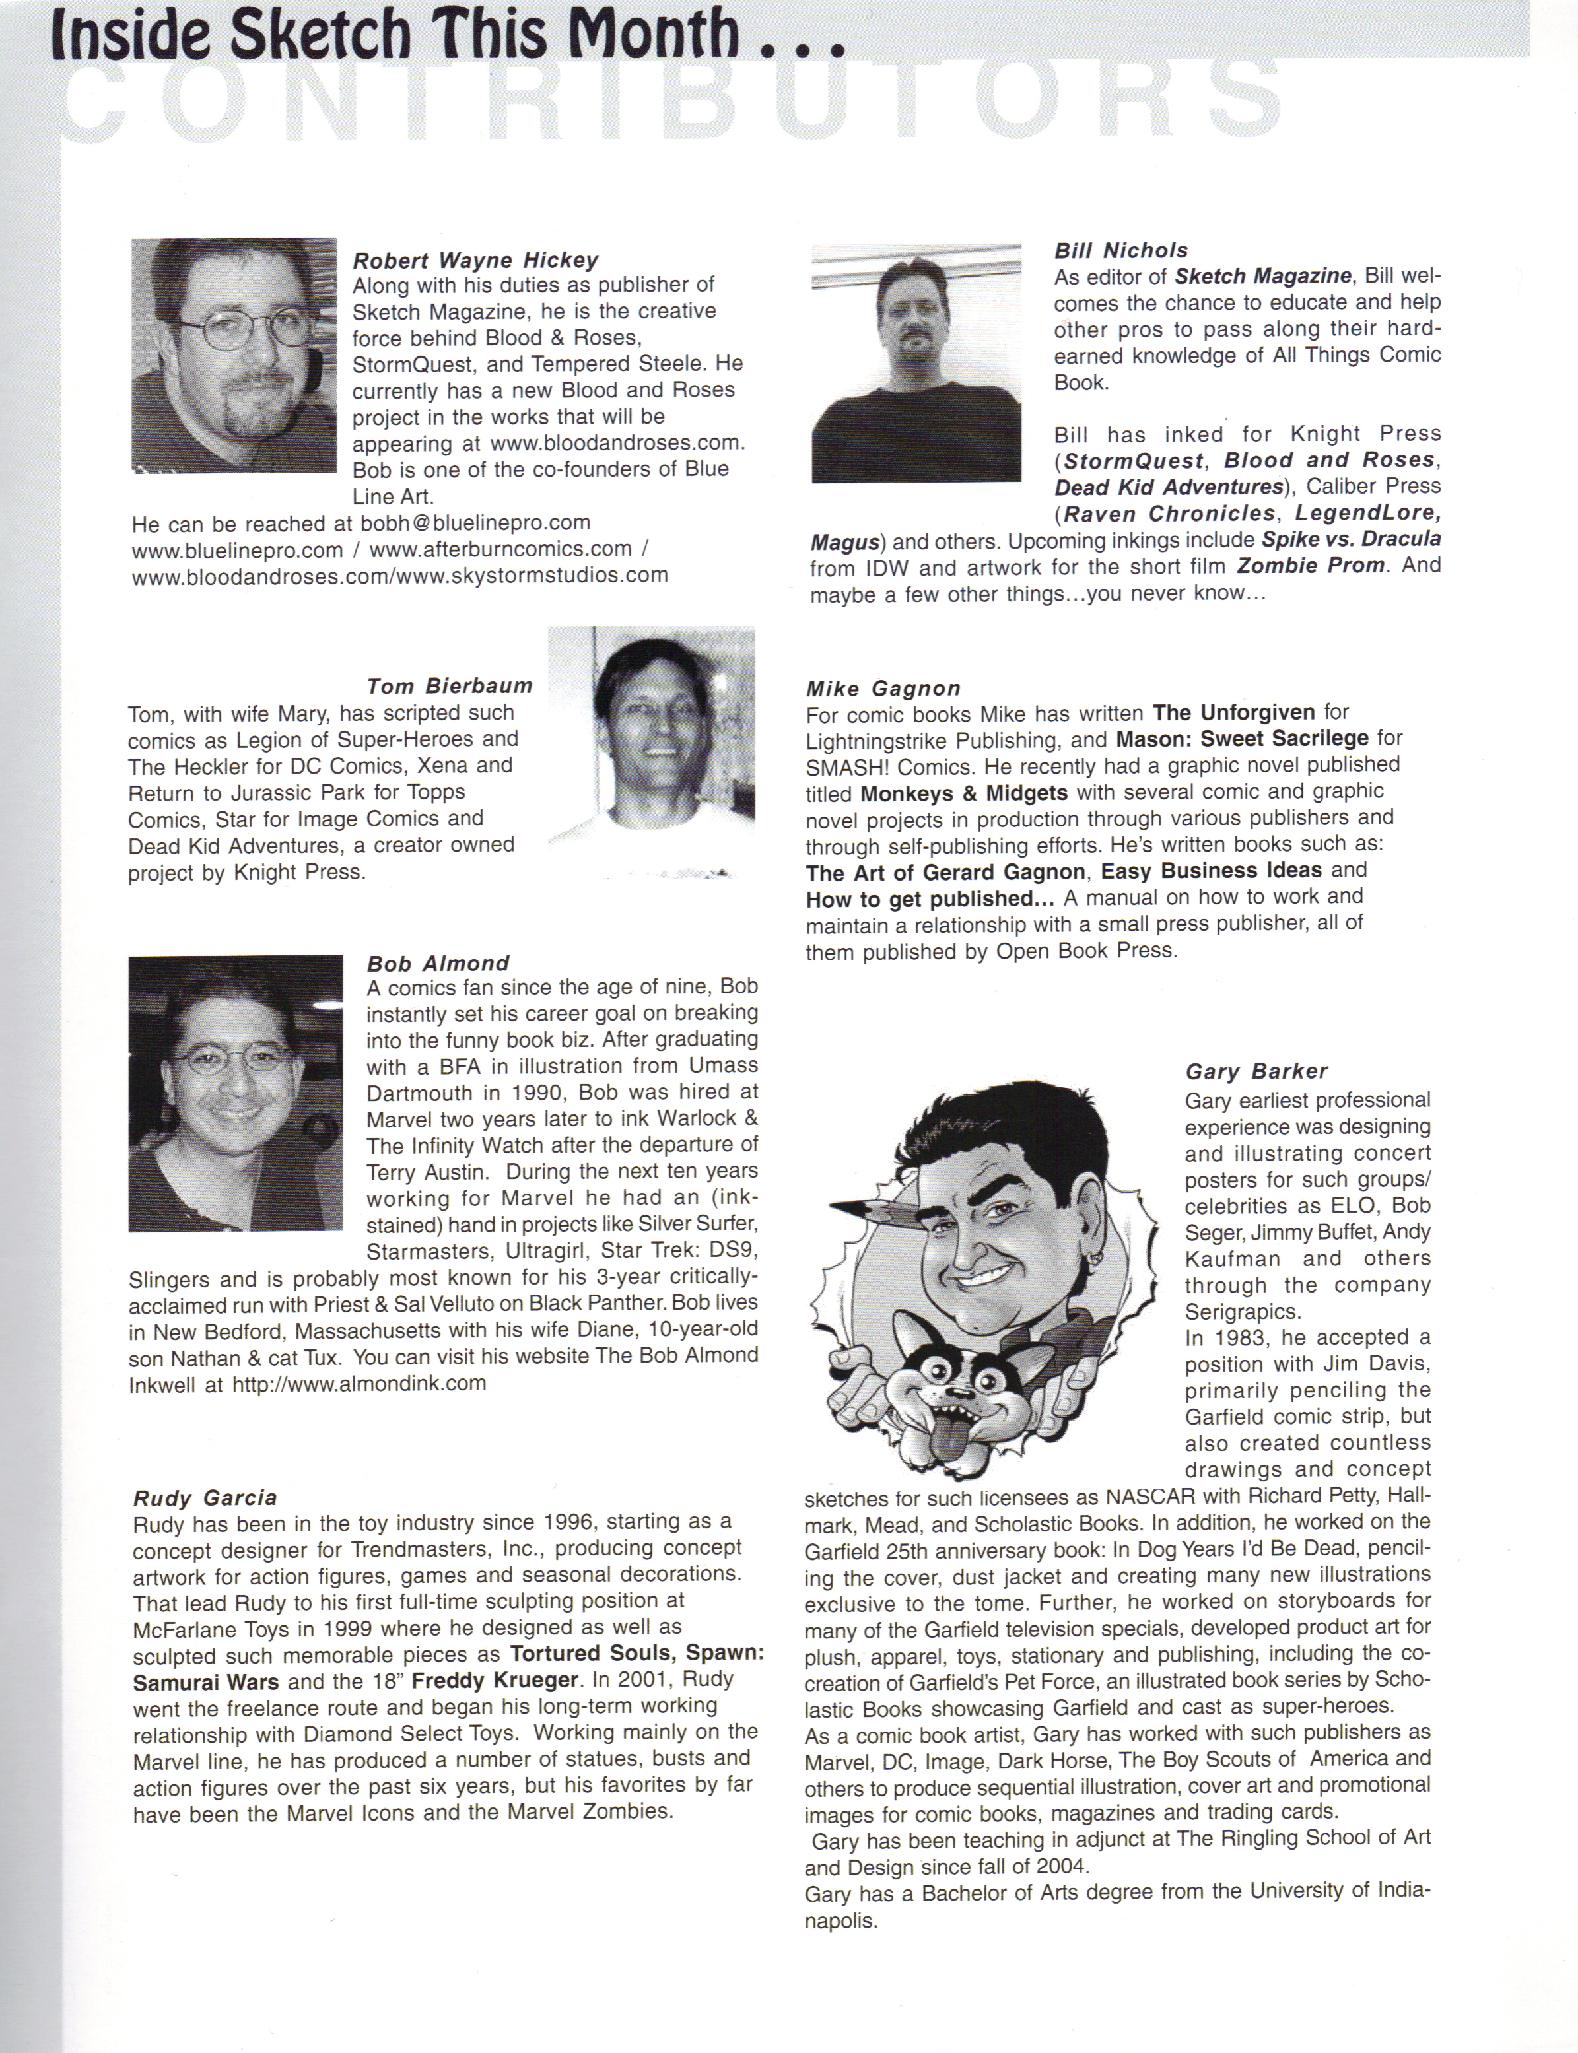 Inside Sketch This Month . . .
CONTRIBUTORS
Robert Wayne Hickey
Along with his duties as publisher of
Sketch Magazine, he is the creative
force behind Blood & Roses,
StormQuest, and Tempered Steele. He
currently has a new Blood and Roses
project in the works that will be
appearing at www.bloodandroses.com.
Bob is one of the co-founders of Blue
Line Art.
He can be reached at bobh@bluelinepro.com
www.bluelinepro.com / www.afterburncomics.com /
www.bloodandroses.com/www.skystormstudios.com
Tom Bierbaum
Tom, with wife Mary, has scripted such
comics as Legion of Super-Heroes and
The Heckler for DC Comics, Xena and
Return to Jurassic Park for Topps
Comics, Star for Image Comics and
Dead Kid Adventures, a creator owned
project by Knight Press.
Bob Almond
A comics fan since the age of nine, Bob
instantly set his career goal on breaking
into the funny book biz. After graduating
with a BFA in illustration from Umass
Dartmouth in 1990, Bob was hired at
Marvel two years later to ink Warlock &
The Infinity Watch after the departure of
Terry Austin. During the next ten years
working for Marvel he had an (ink-
stained) hand in projects like Silver Surfer,
Starmasters, Ultragirl, Star Trek: DS9,
Slingers and is probably most known for his 3-year critically-
acclaimed run with Priest & Sal Velluto on Black Panther. Bob lives
in New Bedford, Massachusetts with his wife Diane, 10-year-old
son Nathan & cat Tux. You can visit his website The Bob Almond
Inkwell at http://www.almondink.com
Rudy Garcia
Rudy has been in the toy industry since 1996, starting as a
concept designer for Trendmasters, Inc., producing concept
artwork for action figures, games and seasonal decorations.
That lead Rudy to his first full-time sculpting position at
McFarlane Toys in 1999 where he designed as well as
sculpted such memorable pieces as Tortured Souls, Spawn:
Samurai Wars and the 18” Freddy Krueger. In 2001, Rudy
went the freelance route and began his long-term working
relationship with Diamond Select Toys. Working mainly on the
Marvel line, he has produced a number of statues, busts and
action figures over the past six years, but his favorites by far
have been the Marvel Icons and the Marvel Zombies.
Bill Nichols
As editor of Sketch Magazine, Bill wel-
comes the chance to educate and help
other pros to pass along their hard-
earned knowledge of All Things Comic
Book.
Bill has inked for Knight Press
(StormQuest, Blood and Roses,
Dead Kid Adventures), Caliber Press
(Raven Chronicles, LegendLore,
Magus) and others. Upcoming inkings include Spike vs. Dracula
from IDW and artwork for the short film Zombie Prom. And
maybe a few other things...you never know...
Mike Gagnon
For comic books Mike has written The Unforgiven for
Lightningstrike Publishing, and Mason: Sweet Sacrilege for
SMASH! Comics. He recently had a graphic novel published
titled Monkeys & Midgets with several comic and graphic
novel projects in production through various publishers and
through self-publishing efforts. He’s written books such as:
The Art of Gerard Gagnon, Easy Business Ideas and
How to get published... A manual on how to work and
maintain a relationship with a small press publisher, all of
them published by Open Book Press.
Gary Barker
Gary earliest professional
experience was designing
and illustrating concert
posters for such groups/
celebrities as ELO, Bob
Seger, Jimmy Buffet, Andy
Kaufman and others
through the company
Serigrapics.
In 1983, he accepted a
position with Jim Davis,
primarily penciling the
Garfield comic strip, but
also created countless
drawings and concept
sketches for such licensees as NASCAR with Richard Petty, Hall-
mark, Mead, and Scholastic Books. In addition, he worked on the
Garfield 25th anniversary book: In Dog Years I’d Be Dead, pencil-
ing the cover, dust jacket and creating many new illustrations
exclusive to the tome. Further, he worked on storyboards for
many of the Garfield television specials, developed product art for
plush, apparel, toys, stationary and publishing, including the co-
creation of Garfield’s Pet Force, an illustrated book series by Scho-
lastic Books showcasing Garfield and cast as super-heroes.
As a comic book artist, Gary has worked with such publishers as
Marvel, DC, Image, Dark Horse, The Boy Scouts of America and
others to produce sequential illustration, cover art and promotional
images for comic books, magazines and trading cards.
Gary has been teaching in adjunct at The Ringling School of Art
and Design since fall of 2004.
Gary has a Bachelor of Arts degree from the University of India-
napolis.